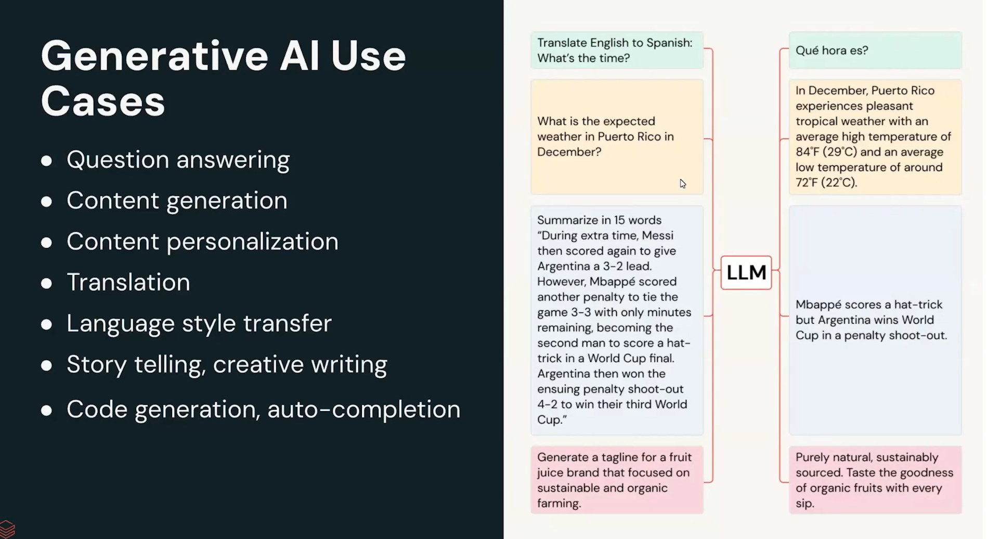 Generative AI Use
Cases
● Question answering
● Content generation
● Content personalization
● Translation
● Language style transfer
● Story telling, creative writing
● Code generation, auto-completion
Translate English to Spanish:
What’s the time?
What is the expected
weather in Puerto Rico in
December?
Summarize in 15 words
“During extra time, Messi
then scored again to give
Argentina a 3-2 lead.
However, Mbappé scored
another penalty to tie the
game 3-3 with only minutes
remaining, becoming the
second man to score a hat-
trick in a World Cup final.
Argentina then won the
ensuing penalty shoot-out
4-2 to win their third World
Cup.”
Generate a tagline for a fruit
juice brand that focused on
sustainable and organic
farming.
LLM
Qué hora es?
In December, Puerto Rico
experiences pleasant
tropical weather with an
average high temperature of
84°F (29°C) and an average
low temperature of around
72°F (22°C).
Mbappé scores a hat-trick
but Argentina wins World
Cup in a penalty shoot-out.
Purely natural, sustainably
sourced. Taste the goodness
of organic fruits with every
sip.